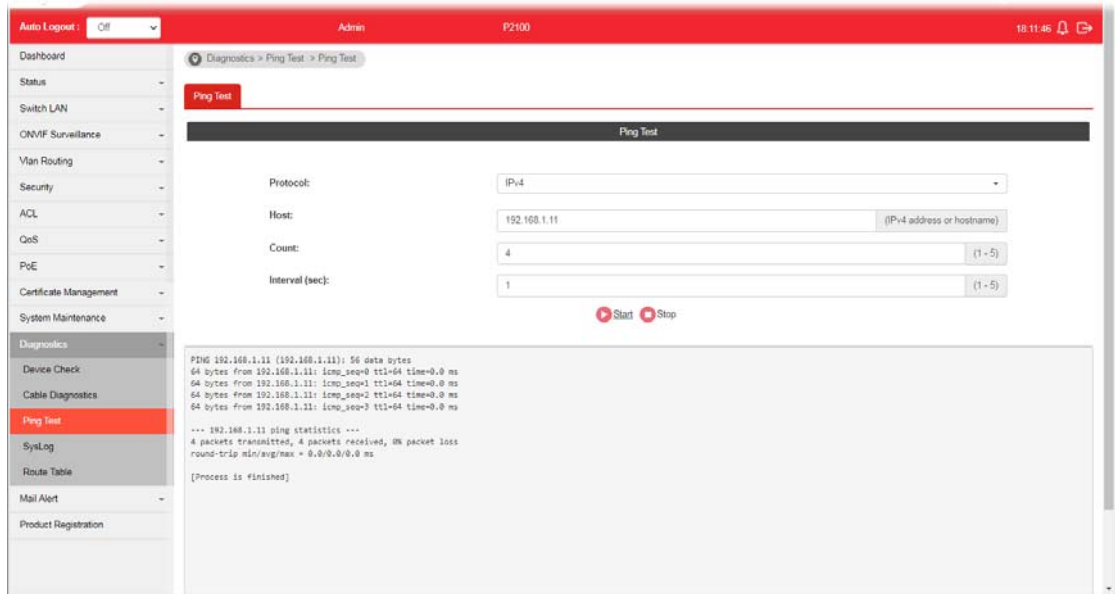 Auto Logout : Off Admin P2100 18:11:46
Dashboard
Status
Switch LAN
ONVIF Surveillance
Vlan Routing
Security
ACL
QoS
PoE
Certificate Management
System Maintenance
Diagnostics
Device Check
Cable Diagnostics
Ping Test
SysLog
Route Table
Mail Alert
Product Registration
Diagnostics > Ping Test > Ping Test
Ping Test
Ping Test
Protocol: IPv4
Host: 192.168.1.11 (IPv4 address or hostname)
Count: 4 (1 - 5)
Interval (sec): 1 (1 - 5)
Start Stop
PING 192.168.1.11 (192.168.1.11): 56 data bytes
64 bytes from 192.168.1.11: icmp_seq=0 ttl=64 time=0.0 ms
64 bytes from 192.168.1.11: icmp_seq=1 ttl=64 time=0.0 ms
64 bytes from 192.168.1.11: icmp_seq=2 ttl=64 time=0.0 ms
64 bytes from 192.168.1.11: icmp_seq=3 ttl=64 time=0.0 ms
--- 192.168.1.11 ping statistics ---
4 packets transmitted, 4 packets received, 0% packet loss
round-trip min/avg/max = 0.0/0.0/0.0 ms
[Process is finished]